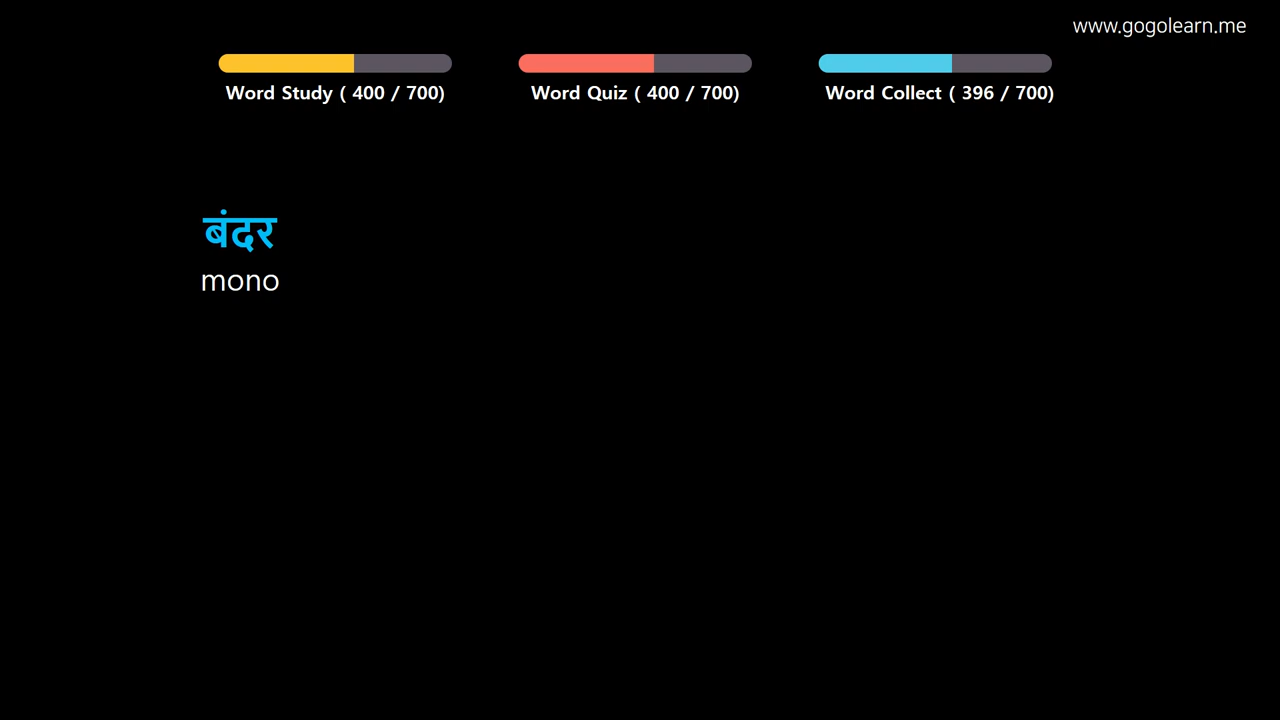 www.gogolearn.me
Word Study ( 400 / 700)
Word Quiz ( 400 / 700)
Word Collect ( 396 / 700)
बंदर
mono